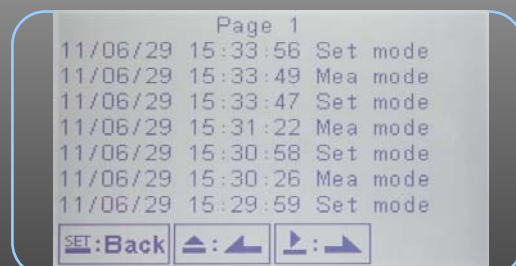 Page 1
11/06/29 15:33:56 Set mode
11/06/29 15:33:49 Mea mode
11/06/29 15:33:47 Set mode
11/06/29 15:31:22 Mea mode
11/06/29 15:30:58 Set mode
11/06/29 15:30:26 Mea mode
11/06/29 15:29:59 Set mode
SET:Back